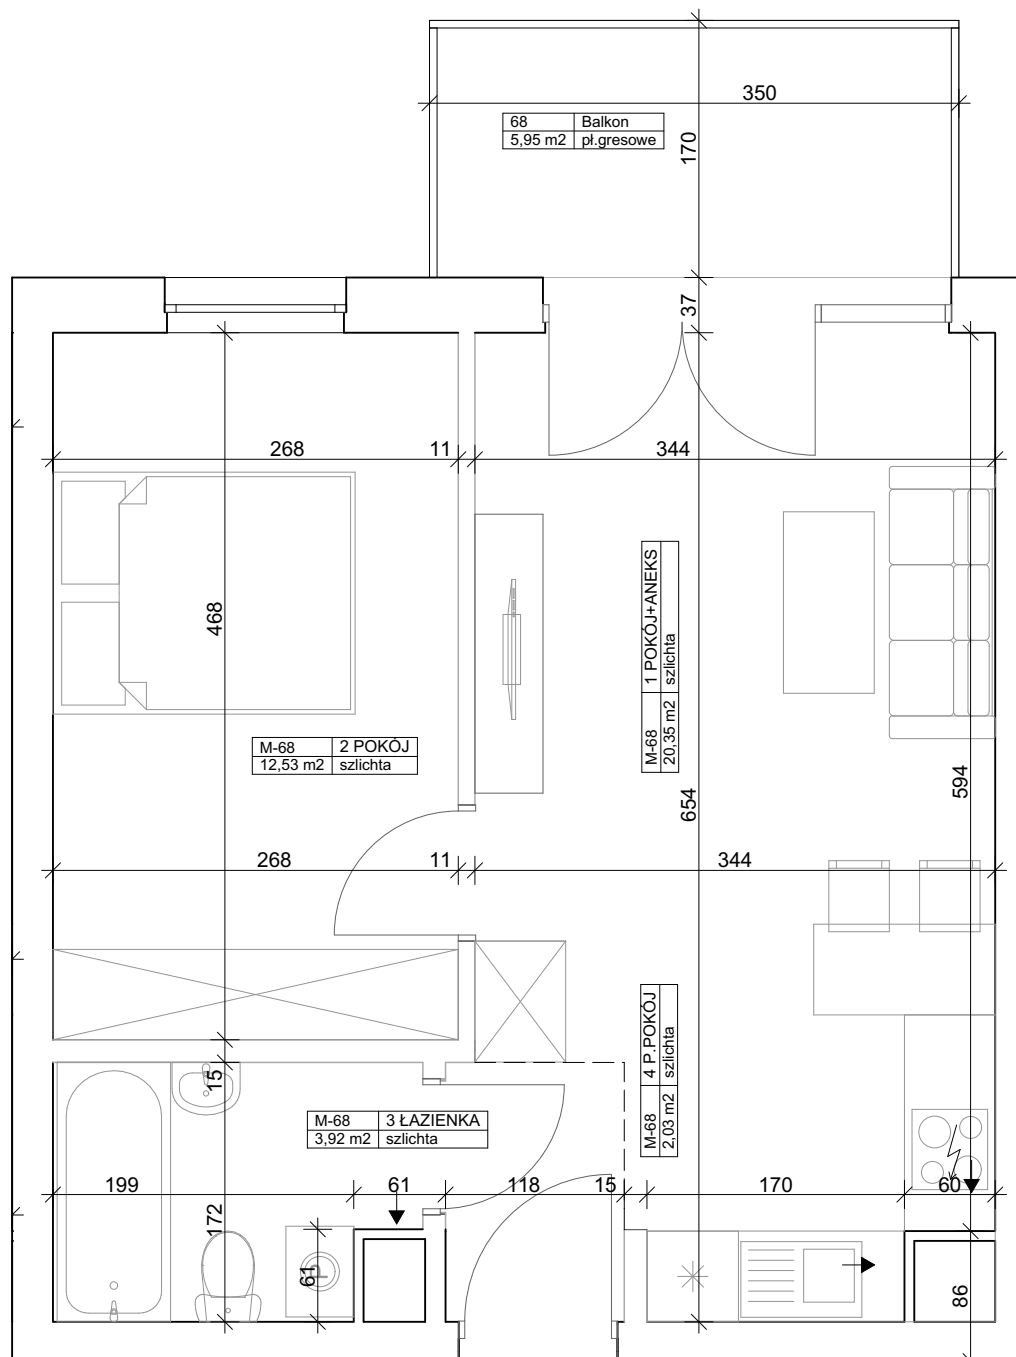 170
350
68 Balkon
5,95 m2 pł.gresowe
37
268 11 344
468
M-68 1 POKÓJ+ANEKS
20,35 m2 szlichta
M-68 2 POKÓJ
12,53 m2 szlichta
654
594
268 11 344
M-68 4 P.POKÓJ
2,03 m2 szlichta
15
M-68 3 ŁAZIENKA
3,92 m2 szlichta
199 61 118 15 170 60
172
61
86